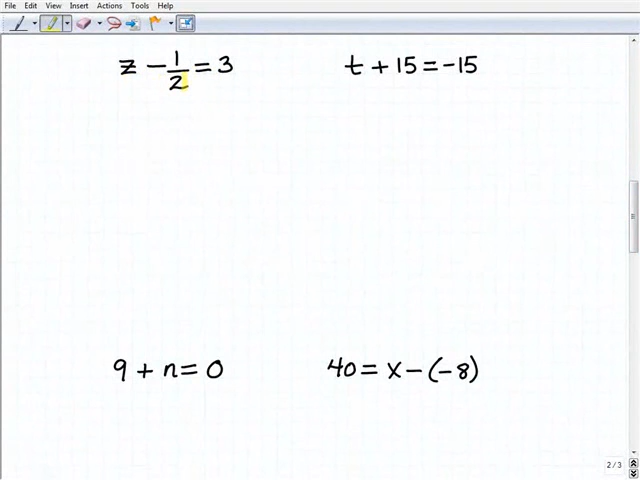 File Edit View Insert Actions Tools Help
z - 1/2 = 3 t + 15 = -15
9 + n = 0 40 = x - (-8)
2 / 3